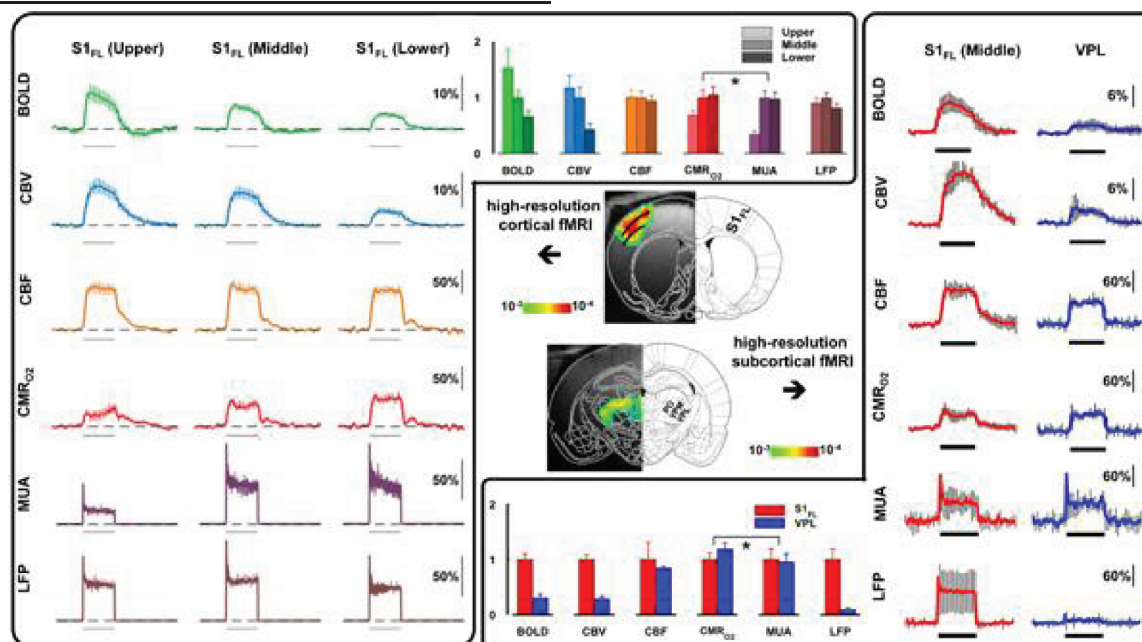 S1FL (Upper) S1FL (Middle) S1FL (Lower)
BOLD
10%
CBV
10%
CBF
50%
CMRO2
50%
MUA
50%
LFP
50%
2
1
0
Upper
Middle
Lower
*
BOLD CBV CBF CMRO2 MUA LFP
high-resolution
cortical fMRI
S1FL
10-3 10-4
high-resolution
subcortical fMRI
VPL
10-3 10-4
2
1
0
S1FL
VPL
*
BOLD CBV CBF CMRO2 MUA LFP
S1FL (Middle) VPL
BOLD
6%
CBV
6%
CBF
60%
CMRO2
60%
MUA
60%
LFP
60%